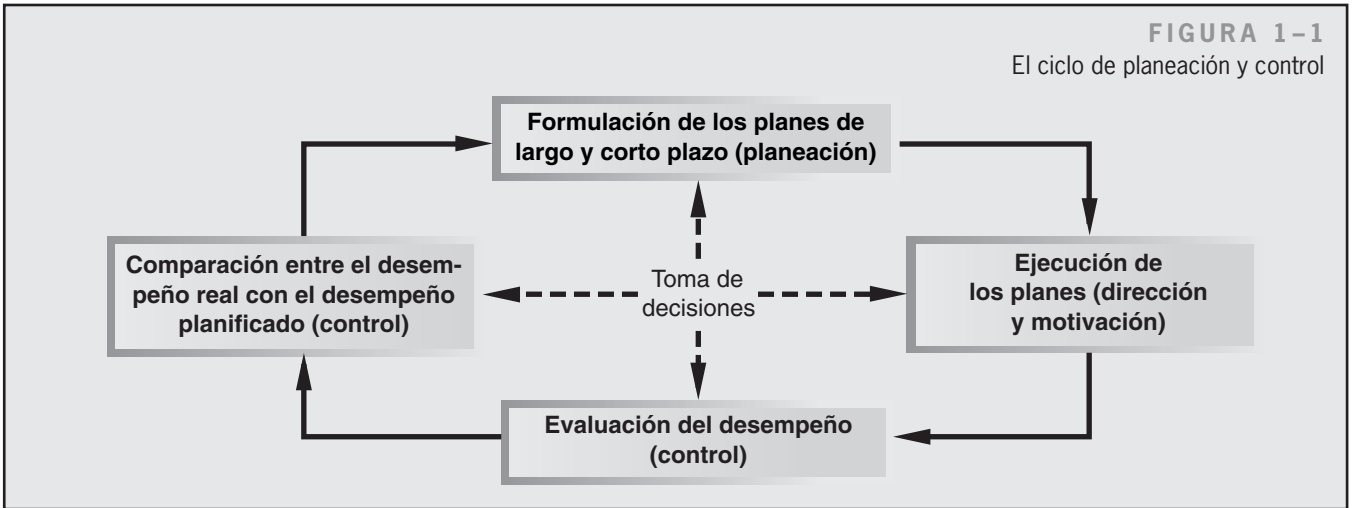 FIGURA 1–1
El ciclo de planeación y control
Formulación de los planes de
largo y corto plazo (planeación)
Comparación entre el desem-
peño real con el desempeño
planificado (control)
Toma de
decisiones
Ejecución de
los planes (dirección
y motivación)
Evaluación del desempeño
(control)